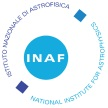 ISTITUTO NAZIONALE DI ASTROFISICA
INAF
NATIONAL INSTITUTE FOR ASTROPHYSICS